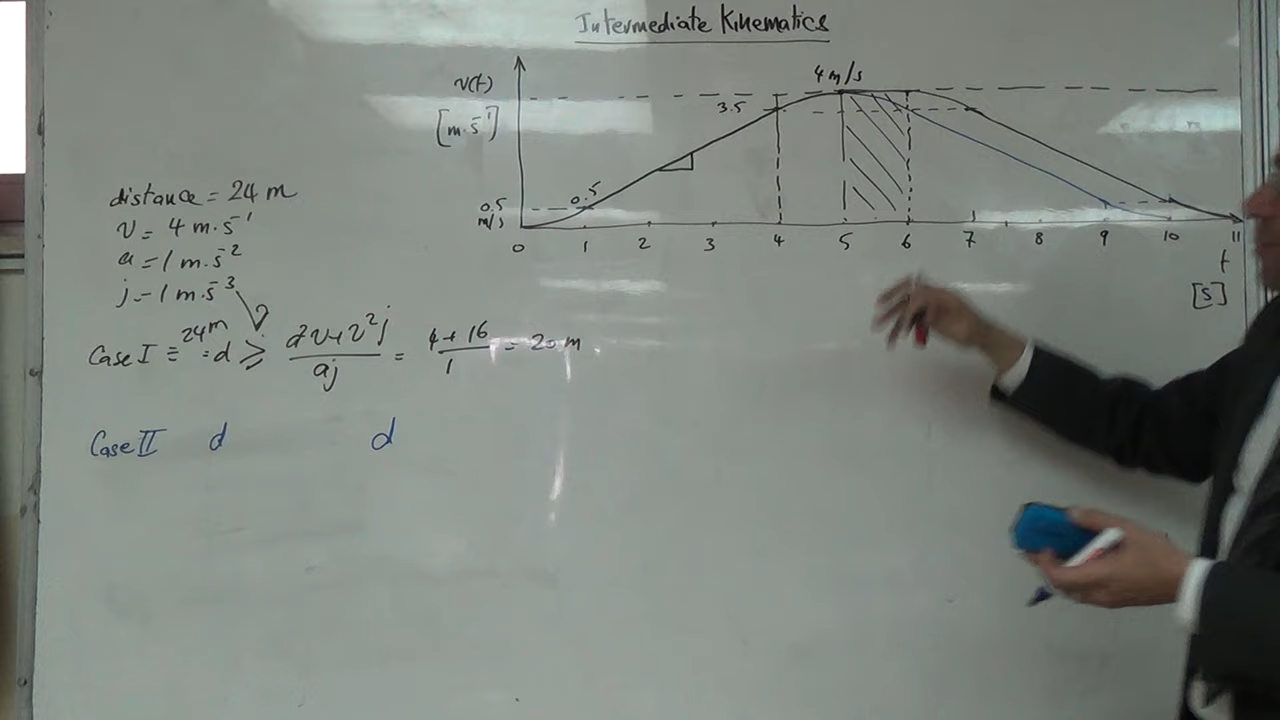 Intermediate Kinematics
v(t)
[m.s⁻¹]
4 m/s
3.5
0.5
0.5
m/s
0 1 2 3 4 5 6 7 8 9 10 11
t
[s]
distance = 24 m
v = 4 m.s⁻¹
a = 1 m.s⁻²
j = 1 m.s⁻³
Case I = 24m = d ≥ (a²v+v²j)/(aj) = (4+16)/1 = 20 m
Case II d d